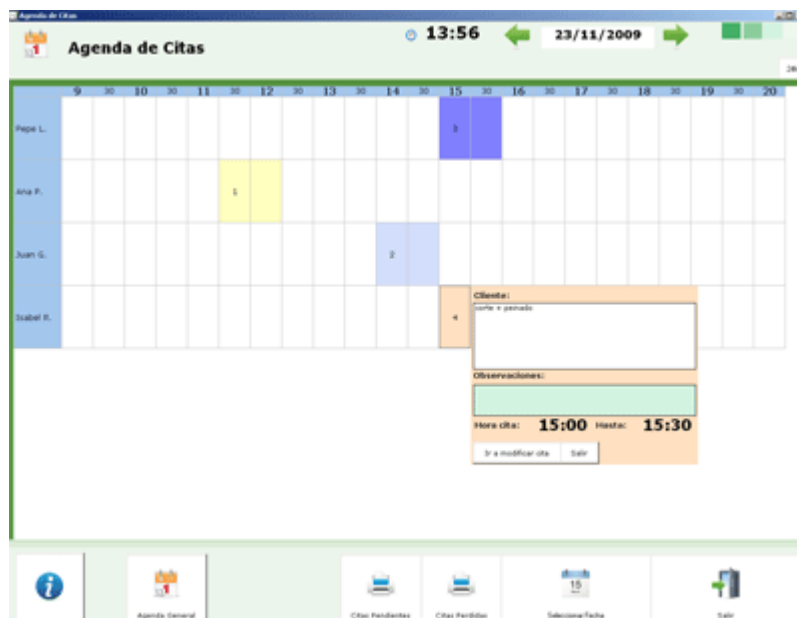 Agenda de Citas
Agenda de Citas
13:56
23/11/2009
9 30 10 30 11 30 12 30 13 30 14 30 15 30 16 30 17 30 18 30 19 30 20
Pepe L.
3
Ana P.
1
Juan G.
2
Isabel R.
4
Cliente:
corte + peinado
Observaciones:
Hora cita: 15:00 Hasta: 15:30
Ir a modificar cita Salir
Agenda General
Citas Pendientes
Citas Perdidas
15
Seleccionar Fecha
Salir